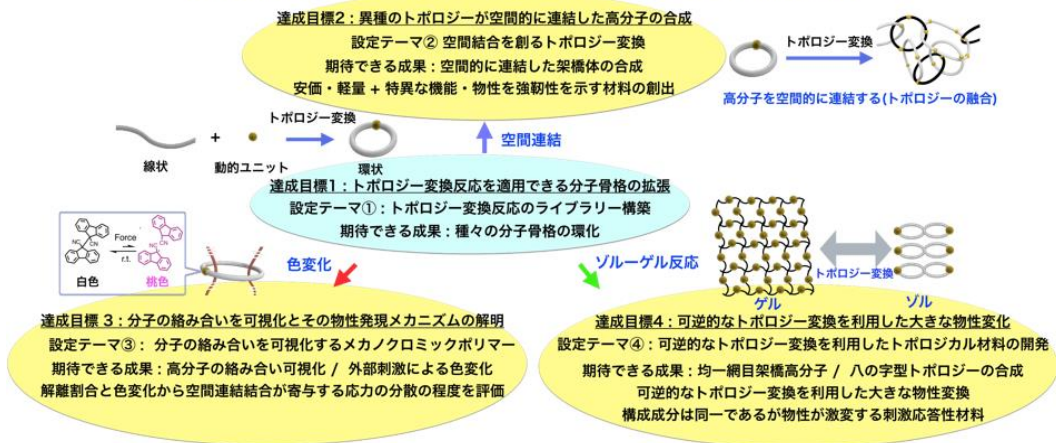 達成目標2：異種のトポロジーが空間的に連結した高分子の合成
設定テーマ② 空間結合を創るトポロジー変換
期待できる成果：空間的に連結した架橋体の合成
安価・軽量 + 特異な機能・物性を強靭性を示す材料の創出
トポロジー変換
高分子を空間的に連結する(トポロジーの融合)
トポロジー変換
+
線状
動的ユニット
環状
空間連結
達成目標1：トポロジー変換反応を適用できる分子骨格の拡張
設定テーマ①：トポロジー変換反応のライブラリー構築
期待できる成果：種々の分子骨格の環化
NC
CN
Force
r.t.
NC
CN
白色
桃色
色変化
ゾルーゲル反応
トポロジー変換
ゲル
ゾル
達成目標 3：分子の絡み合いを可視化とその物性発現メカニズムの解明
設定テーマ③： 分子の絡み合いを可視化するメカノクロミックポリマー
期待できる成果：高分子の絡み合い可視化 / 外部刺激による色変化
解離割合と色変化から空間連結結合が寄与する応力の分散の程度を評価
達成目標4：可逆的なトポロジー変換を利用した大きな物性変化
設定テーマ④：可逆的なトポロジー変換を利用したトポロジカル材料の開発
期待できる成果：均一網目架橋高分子 / 八の字型トポロジーの合成
可逆的なトポロジー変換を利用した大きな物性変換
構成成分は同一であるが物性が激変する刺激応答性材料